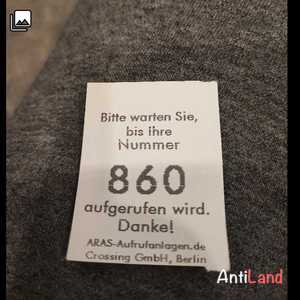 Bitte warten Sie,
bis ihre
Nummer
860
aufgerufen wird.
Danke!
ARAS-Aufrufanlagen.de
Crossing GmbH, Berlin
AntiLand